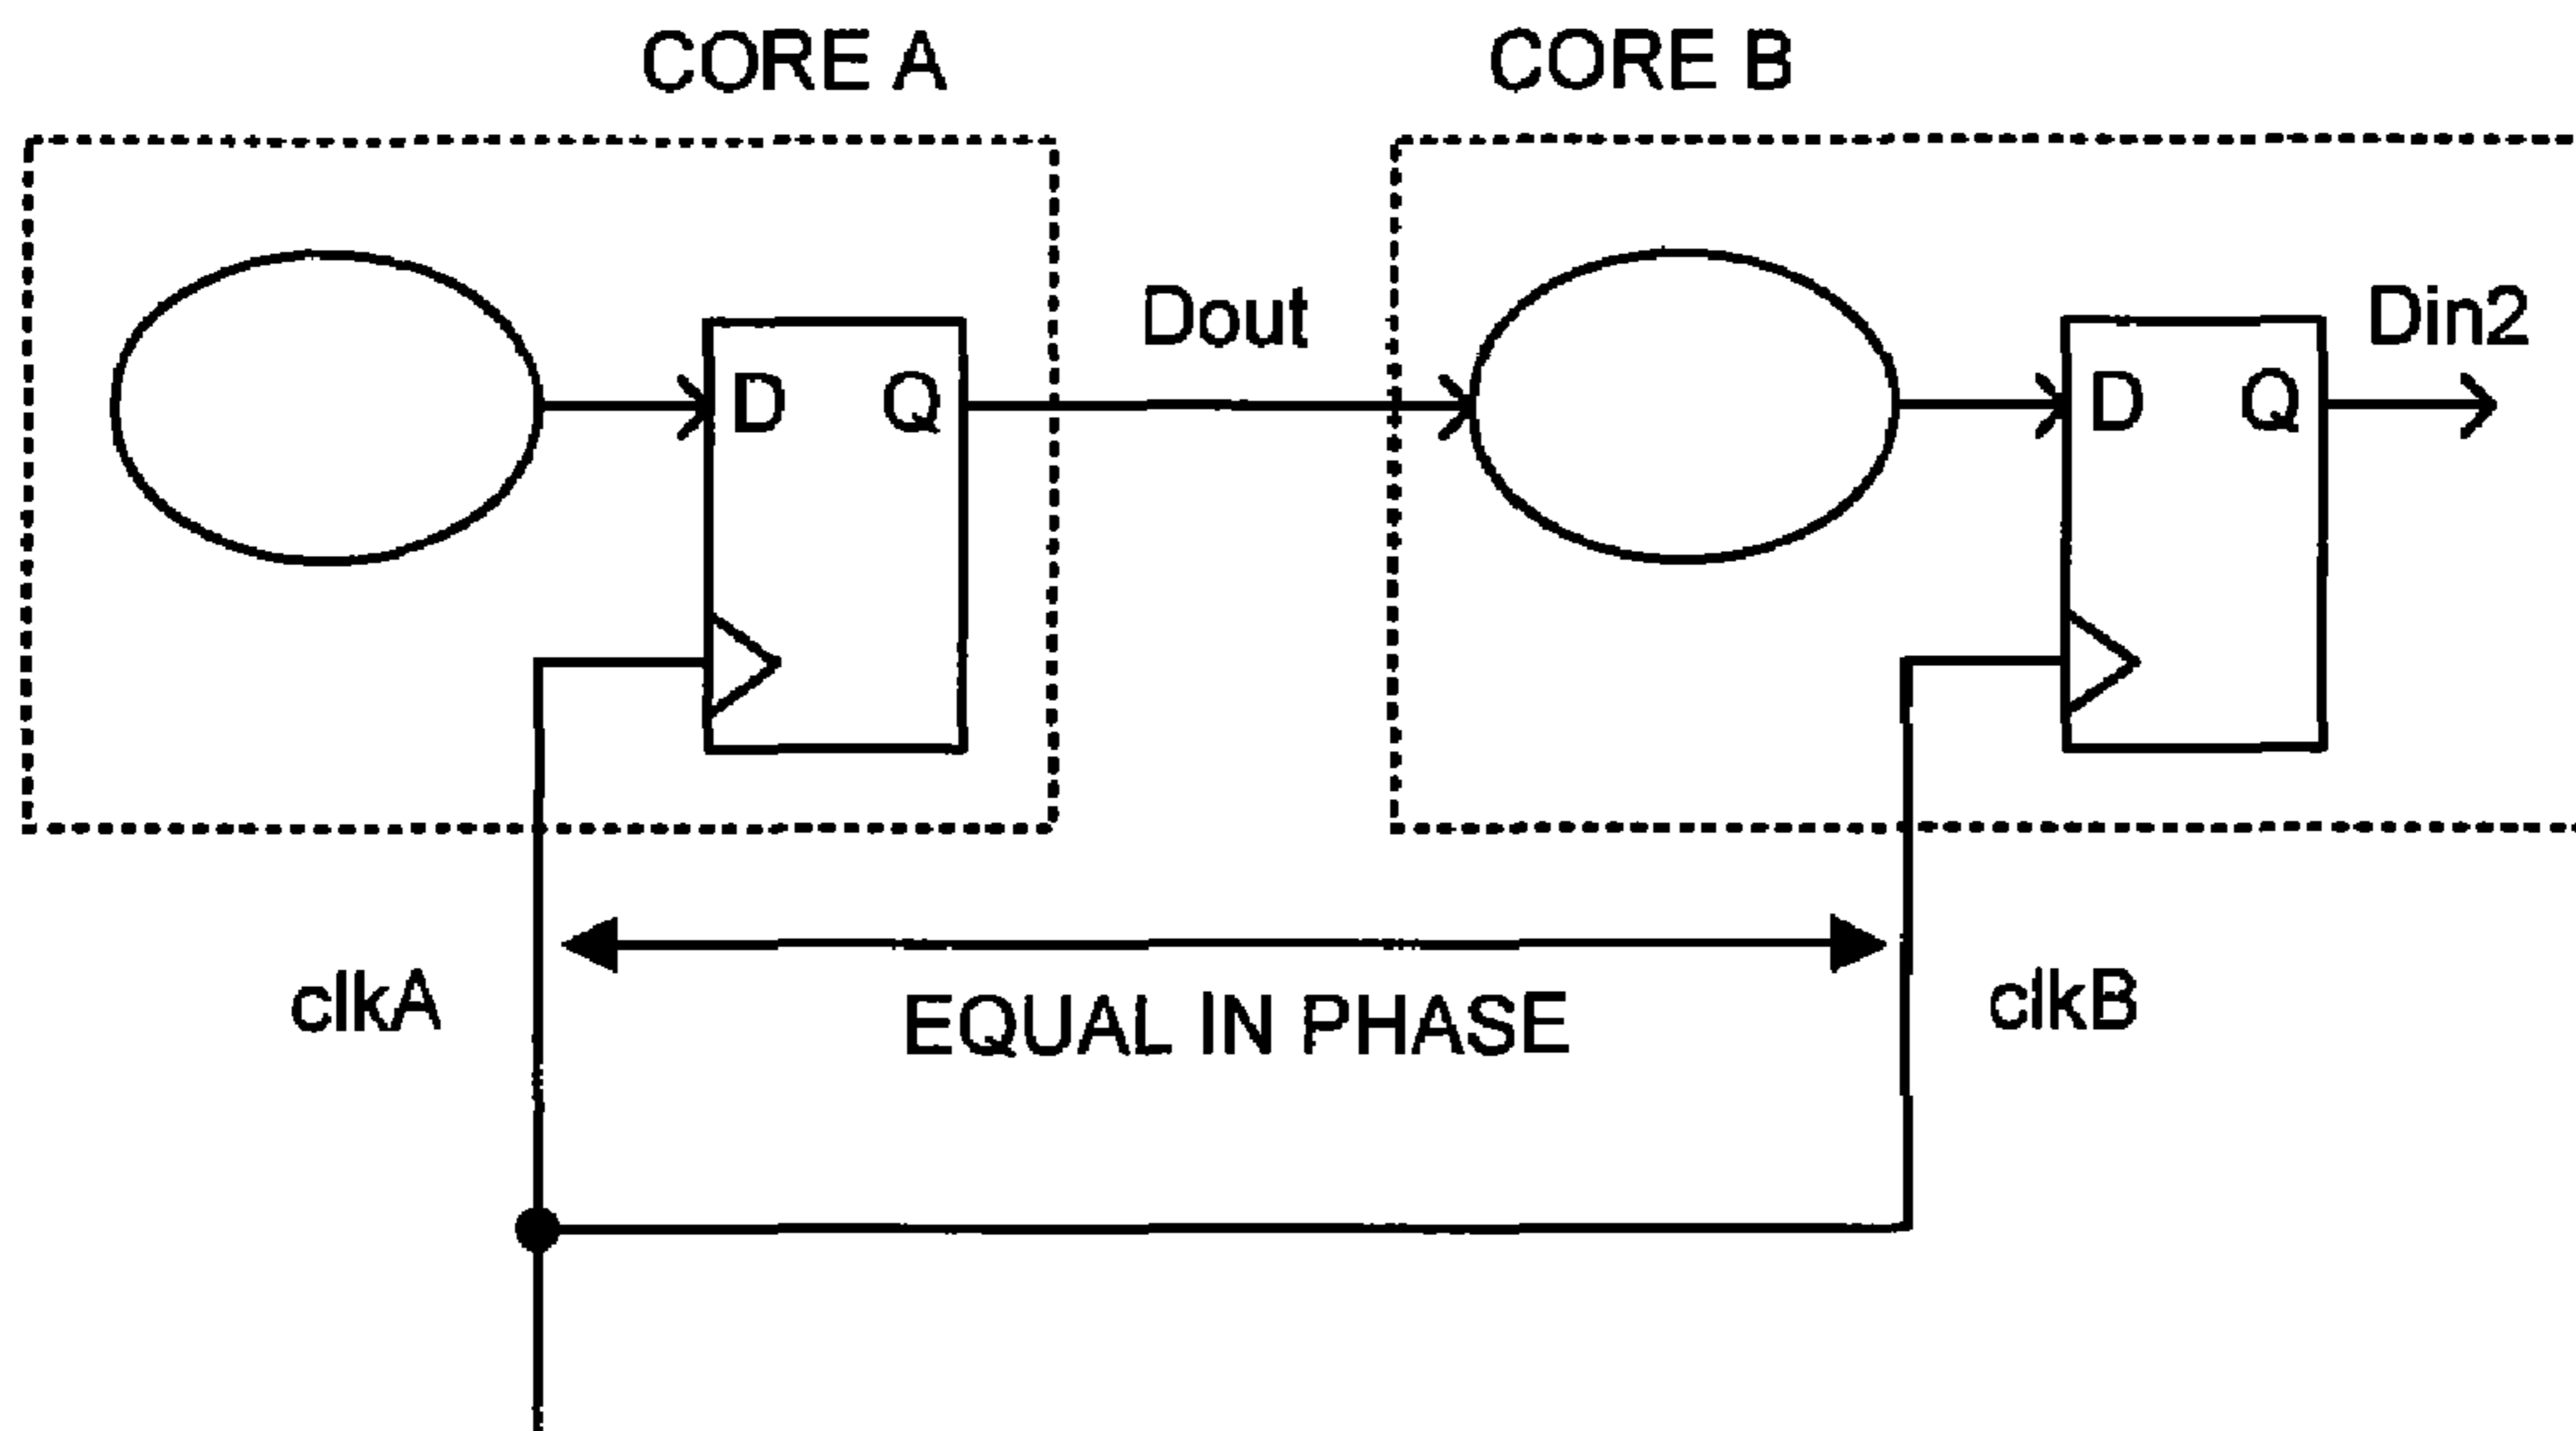 CORE A
CORE B
Dout
Din2
D
Q
D
Q
clkA
EQUAL IN PHASE
clkB